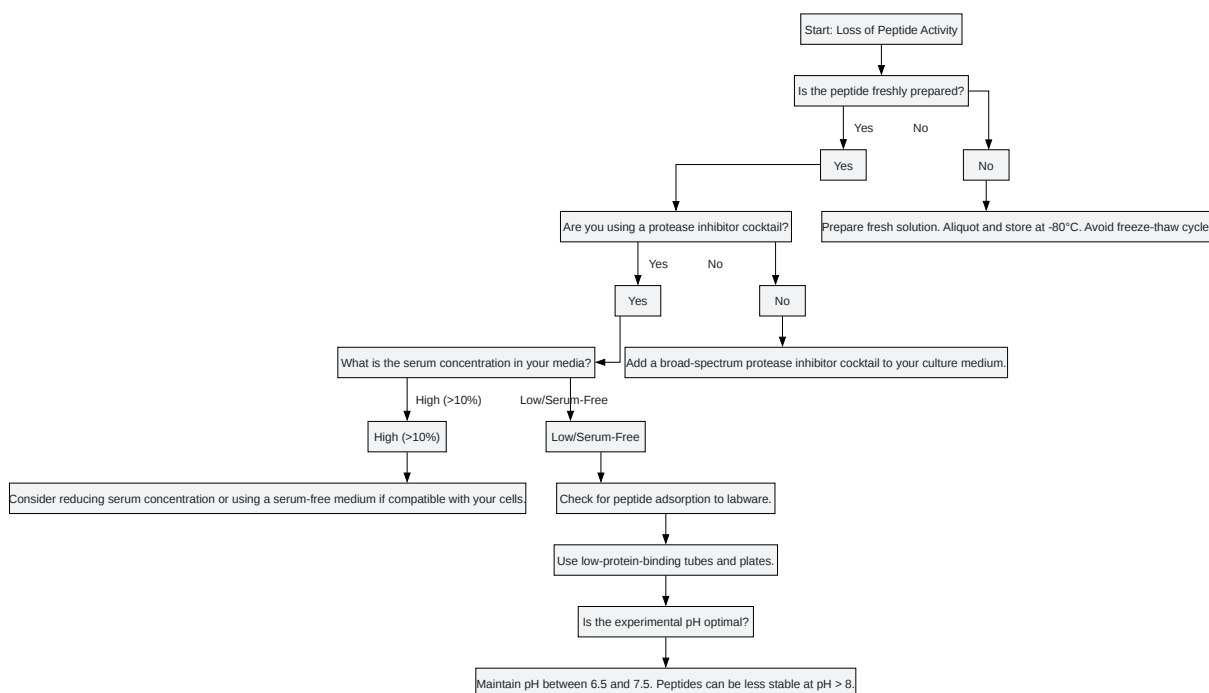 Start: Loss of Peptide Activity
Is the peptide freshly prepared?
Yes
No
Yes
No
Are you using a protease inhibitor cocktail?
Prepare fresh solution. Aliquot and store at -80°C. Avoid freeze-thaw cycle
Yes
No
Yes
No
What is the serum concentration in your media?
Add a broad-spectrum protease inhibitor cocktail to your culture medium.
High (>10%)
Low/Serum-Free
High (>10%)
Low/Serum-Free
Consider reducing serum concentration or using a serum-free medium if compatible with your cells.
Check for peptide adsorption to labware.
Use low-protein-binding tubes and plates.
Is the experimental pH optimal?
Maintain pH between 6.5 and 7.5. Peptides can be less stable at pH > 8.